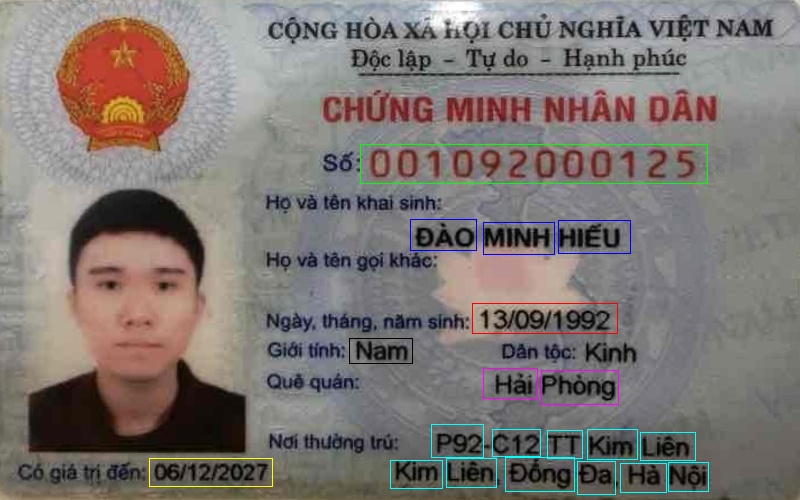 CỘNG HÒA XÃ HỘI CHỦ NGHĨA VIỆT NAM
Độc lập - Tự do - Hạnh phúc
CHỨNG MINH NHÂN DÂN
Số: 001092000125
Họ và tên khai sinh:
ĐÀO MINH HIẾU
Họ và tên gọi khác:
Ngày, tháng, năm sinh: 13/09/1992
Giới tính: Nam Dân tộc: Kinh
Quê quán: Hải Phòng
Nơi thường trú: P92-C12 TT Kim Liên
Có giá trị đến: 06/12/2027 Kim Liên, Đống Đa, Hà Nội